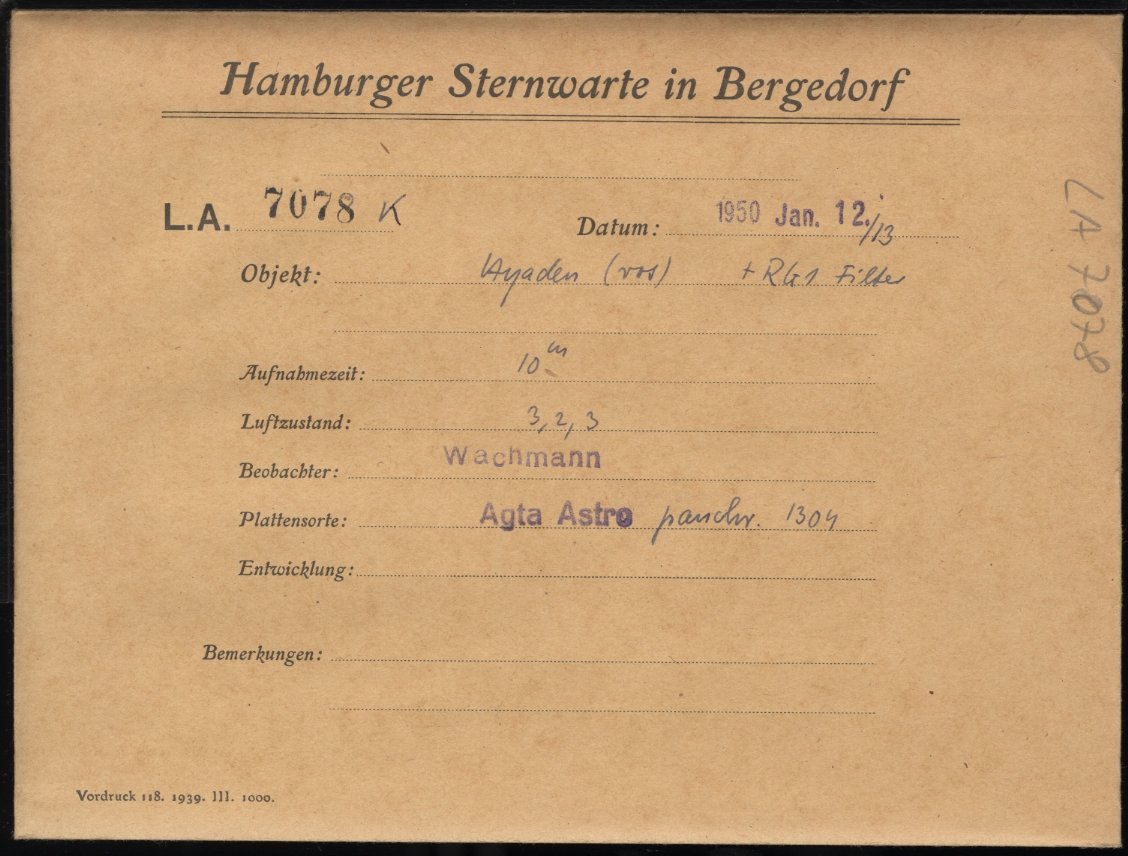 Hamburger Sternwarte in Bergedorf
L.A. 7078 K
Datum: 1950 Jan. 12./13
Objekt: Hyaden (vos) + RG1 Filter
Aufnahmezeit: 10m
Luftzustand: 3, 2, 3
Beobachter: Wachmann
Plattensorte: Agfa Astro panchr. 1304
Entwicklung:
Bemerkungen:
Vordruck 118. 1939. III. 1000.
LA 7078